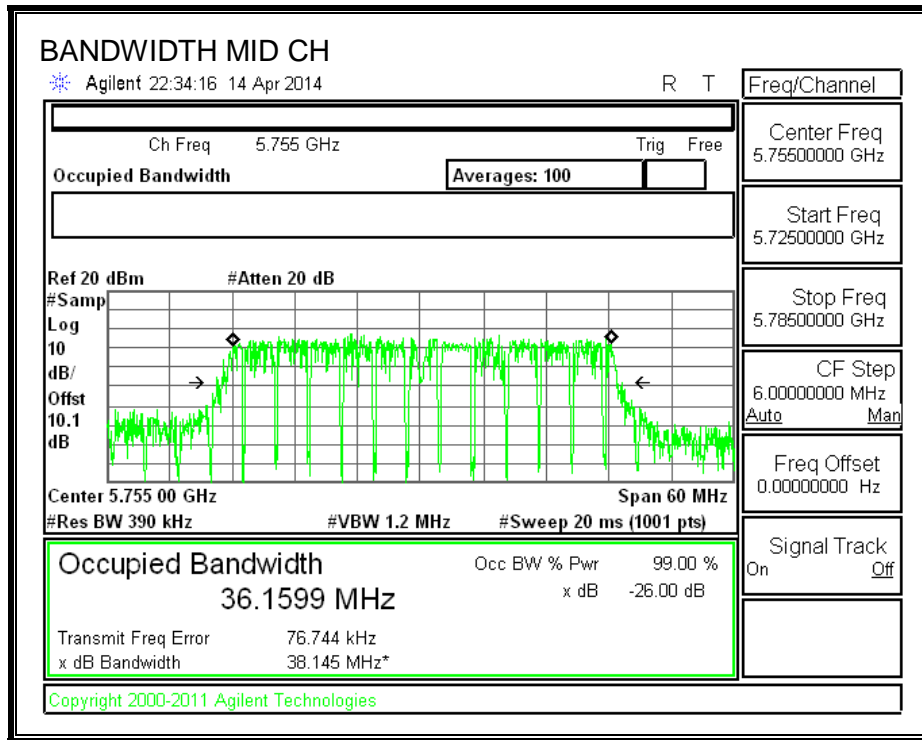 BANDWIDTH MID CH
Agilent 22:34:16 14 Apr 2014 R T
Ch Freq 5.755 GHz Trig Free
Occupied Bandwidth Averages: 100
Ref 20 dBm #Atten 20 dB
#Samp
Log
10
dB/
Offst
10.1
dB
Center 5.755 00 GHz Span 60 MHz
#Res BW 390 kHz #VBW 1.2 MHz #Sweep 20 ms (1001 pts)
Occupied Bandwidth
36.1599 MHz
Occ BW % Pwr 99.00 %
x dB -26.00 dB
Transmit Freq Error 76.744 kHz
x dB Bandwidth 38.145 MHz*
Copyright 2000-2011 Agilent Technologies
Freq/Channel
Center Freq
5.75500000 GHz
Start Freq
5.72500000 GHz
Stop Freq
5.78500000 GHz
CF Step
6.00000000 MHz
Auto Man
Freq Offset
0.00000000 Hz
Signal Track
On Off